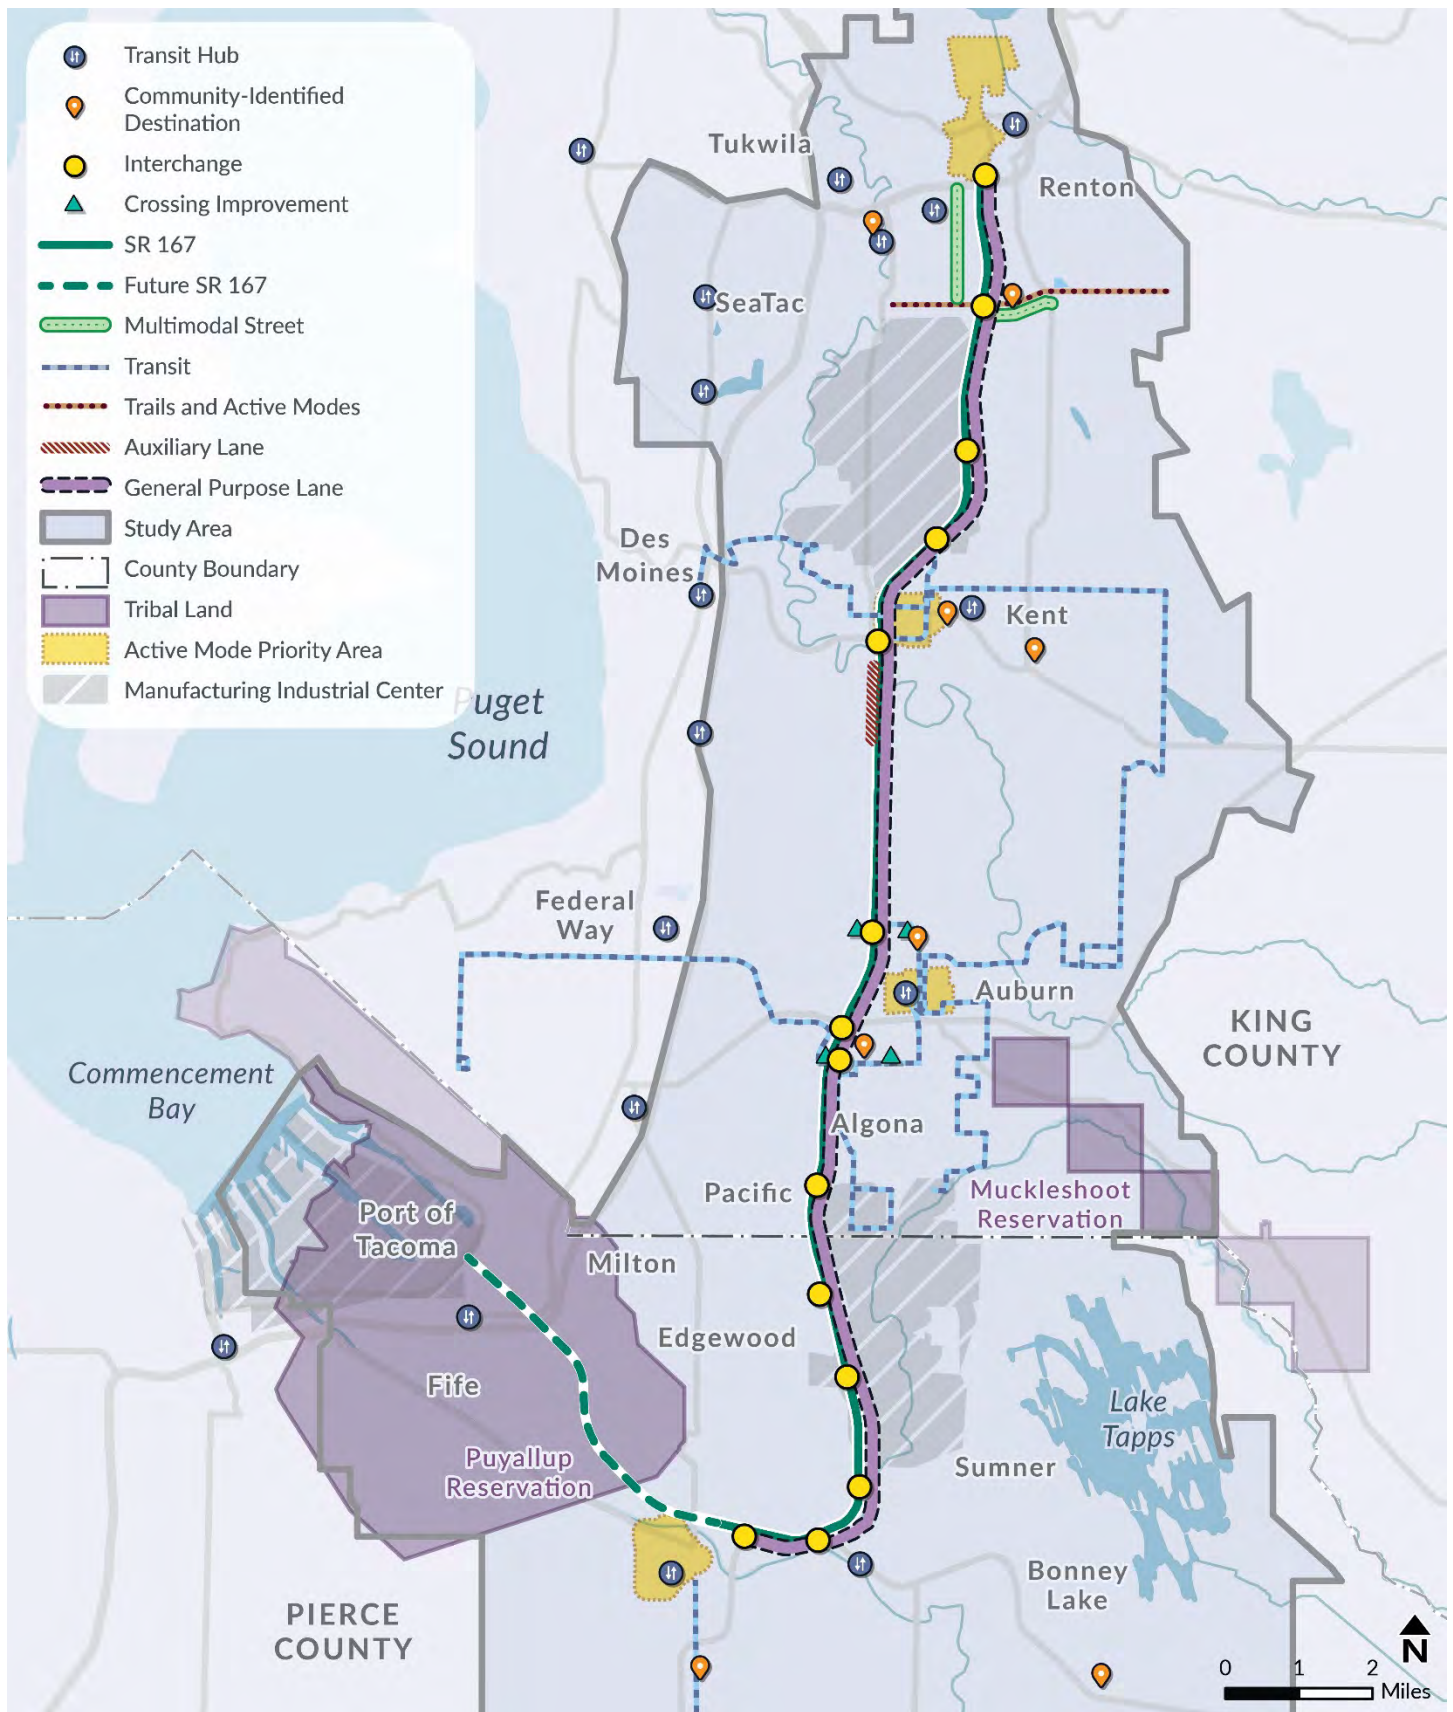 Transit Hub
Community-Identified
Destination
Interchange
Crossing Improvement
SR 167
Future SR 167
Multimodal Street
Transit
Trails and Active Modes
Auxiliary Lane
General Purpose Lane
Study Area
County Boundary
Tribal Land
Active Mode Priority Area
Manufacturing Industrial Center
Tukwila
Renton
SeaTac
Des
Moines
Kent
Puget
Sound
Federal
Way
Auburn
KING
COUNTY
Commencement
Bay
Algona
Pacific
Muckleshoot
Reservation
Port of
Tacoma
Milton
Edgewood
Fife
Lake
Tapps
Puyallup
Reservation
Sumner
Bonney
Lake
PIERCE
COUNTY
N
0 1 2
Miles